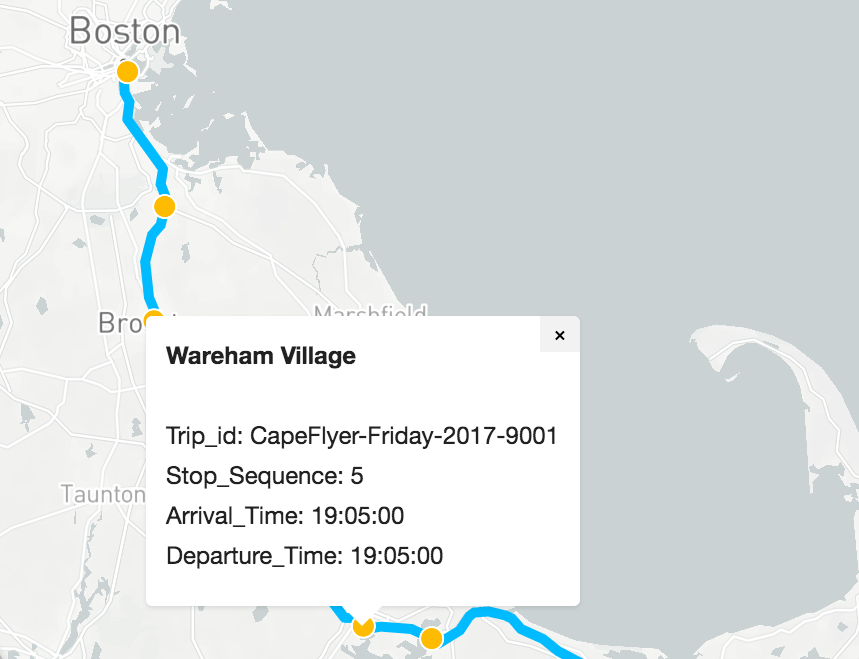 Boston
Marshfield
Bro
×
Wareham Village
Trip_id: CapeFlyer-Friday-2017-9001
Stop_Sequence: 5
Taunton
Arrival_Time: 19:05:00
Departure_Time: 19:05:00